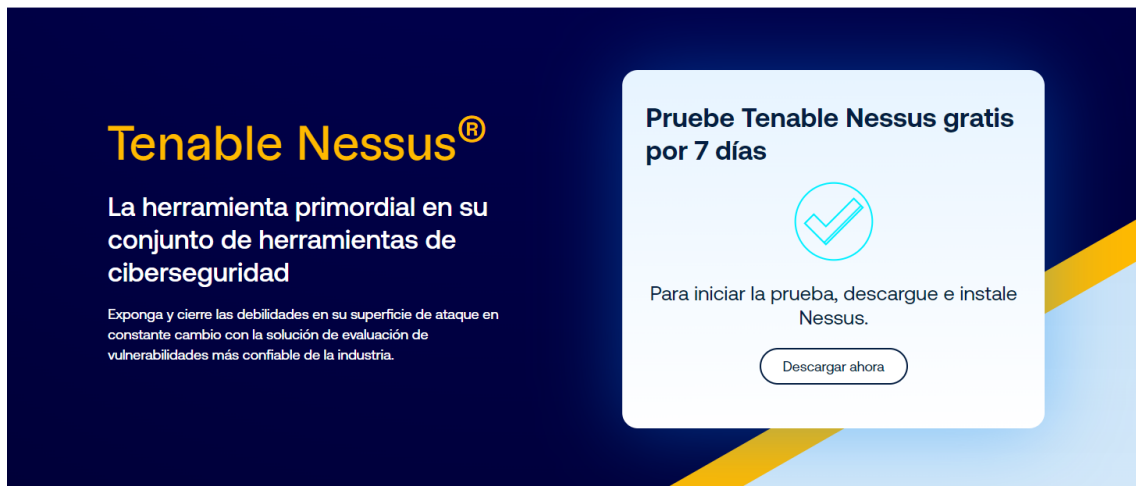 Tenable Nessus®
La herramienta primordial en su
conjunto de herramientas de
ciberseguridad
Exponga y cierre las debilidades en su superficie de ataque en
constante cambio con la solución de evaluación de
vulnerabilidades más confiable de la industria.
Pruebe Tenable Nessus gratis
por 7 días
Para iniciar la prueba, descargue e instale
Nessus.
Descargar ahora